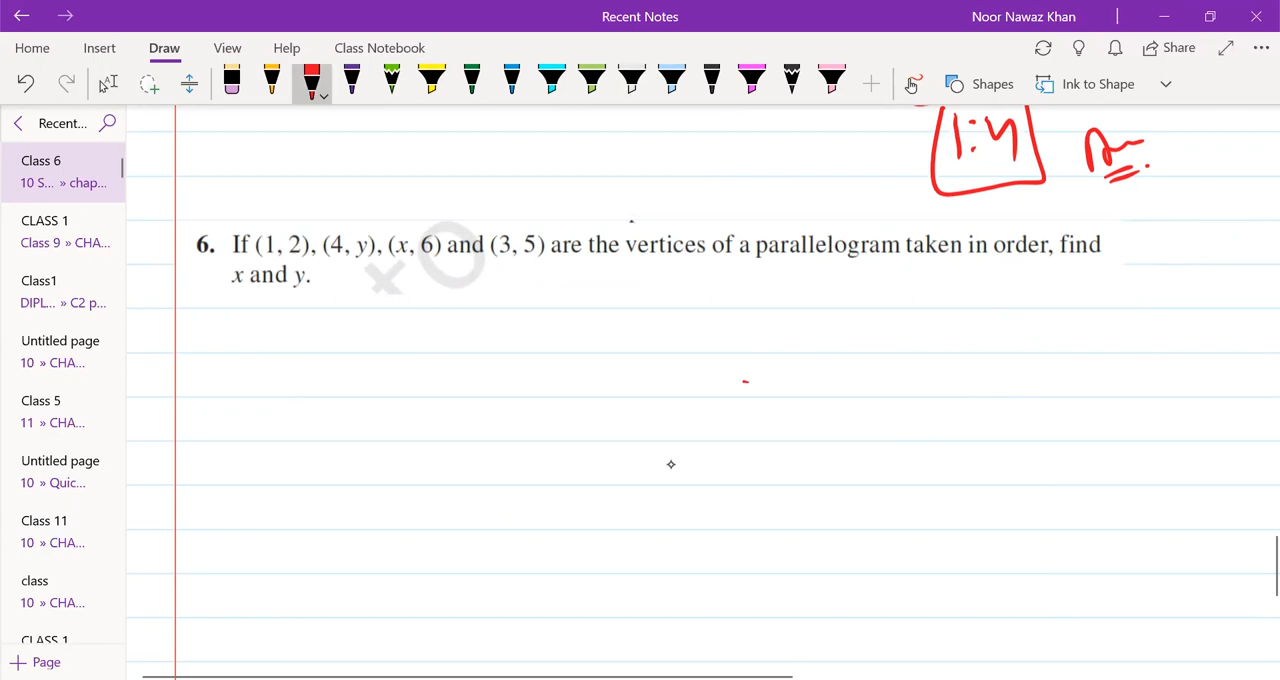 Recent Notes
Noor Nawaz Khan
Home Insert Draw View Help Class Notebook
Share
Shapes Ink to Shape
Recent...
Class 6
10 S... » chap...
CLASS 1
Class 9 » CHA...
Class1
DIPL... » C2 p...
Untitled page
10 » CHA...
Class 5
11 » CHA...
Untitled page
10 » Quic...
Class 11
10 » CHA...
class
10 » CHA...
CLASS 1
Page
1:4
6. If (1, 2), (4, y), (x, 6) and (3, 5) are the vertices of a parallelogram taken in order, find
x and y.